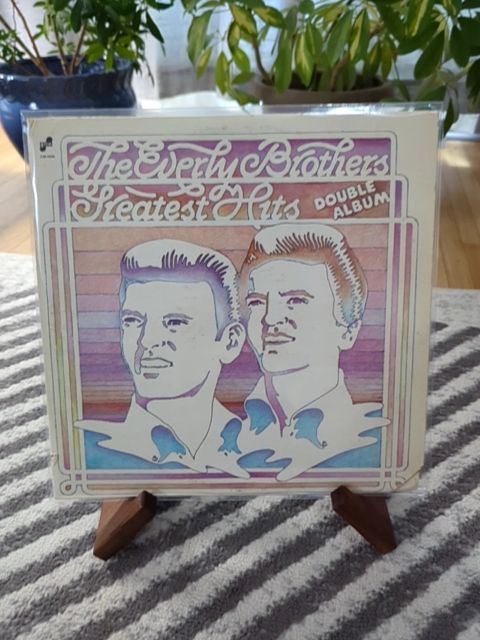 The Everly Brothers
Greatest Hits
DOUBLE
ALBUM